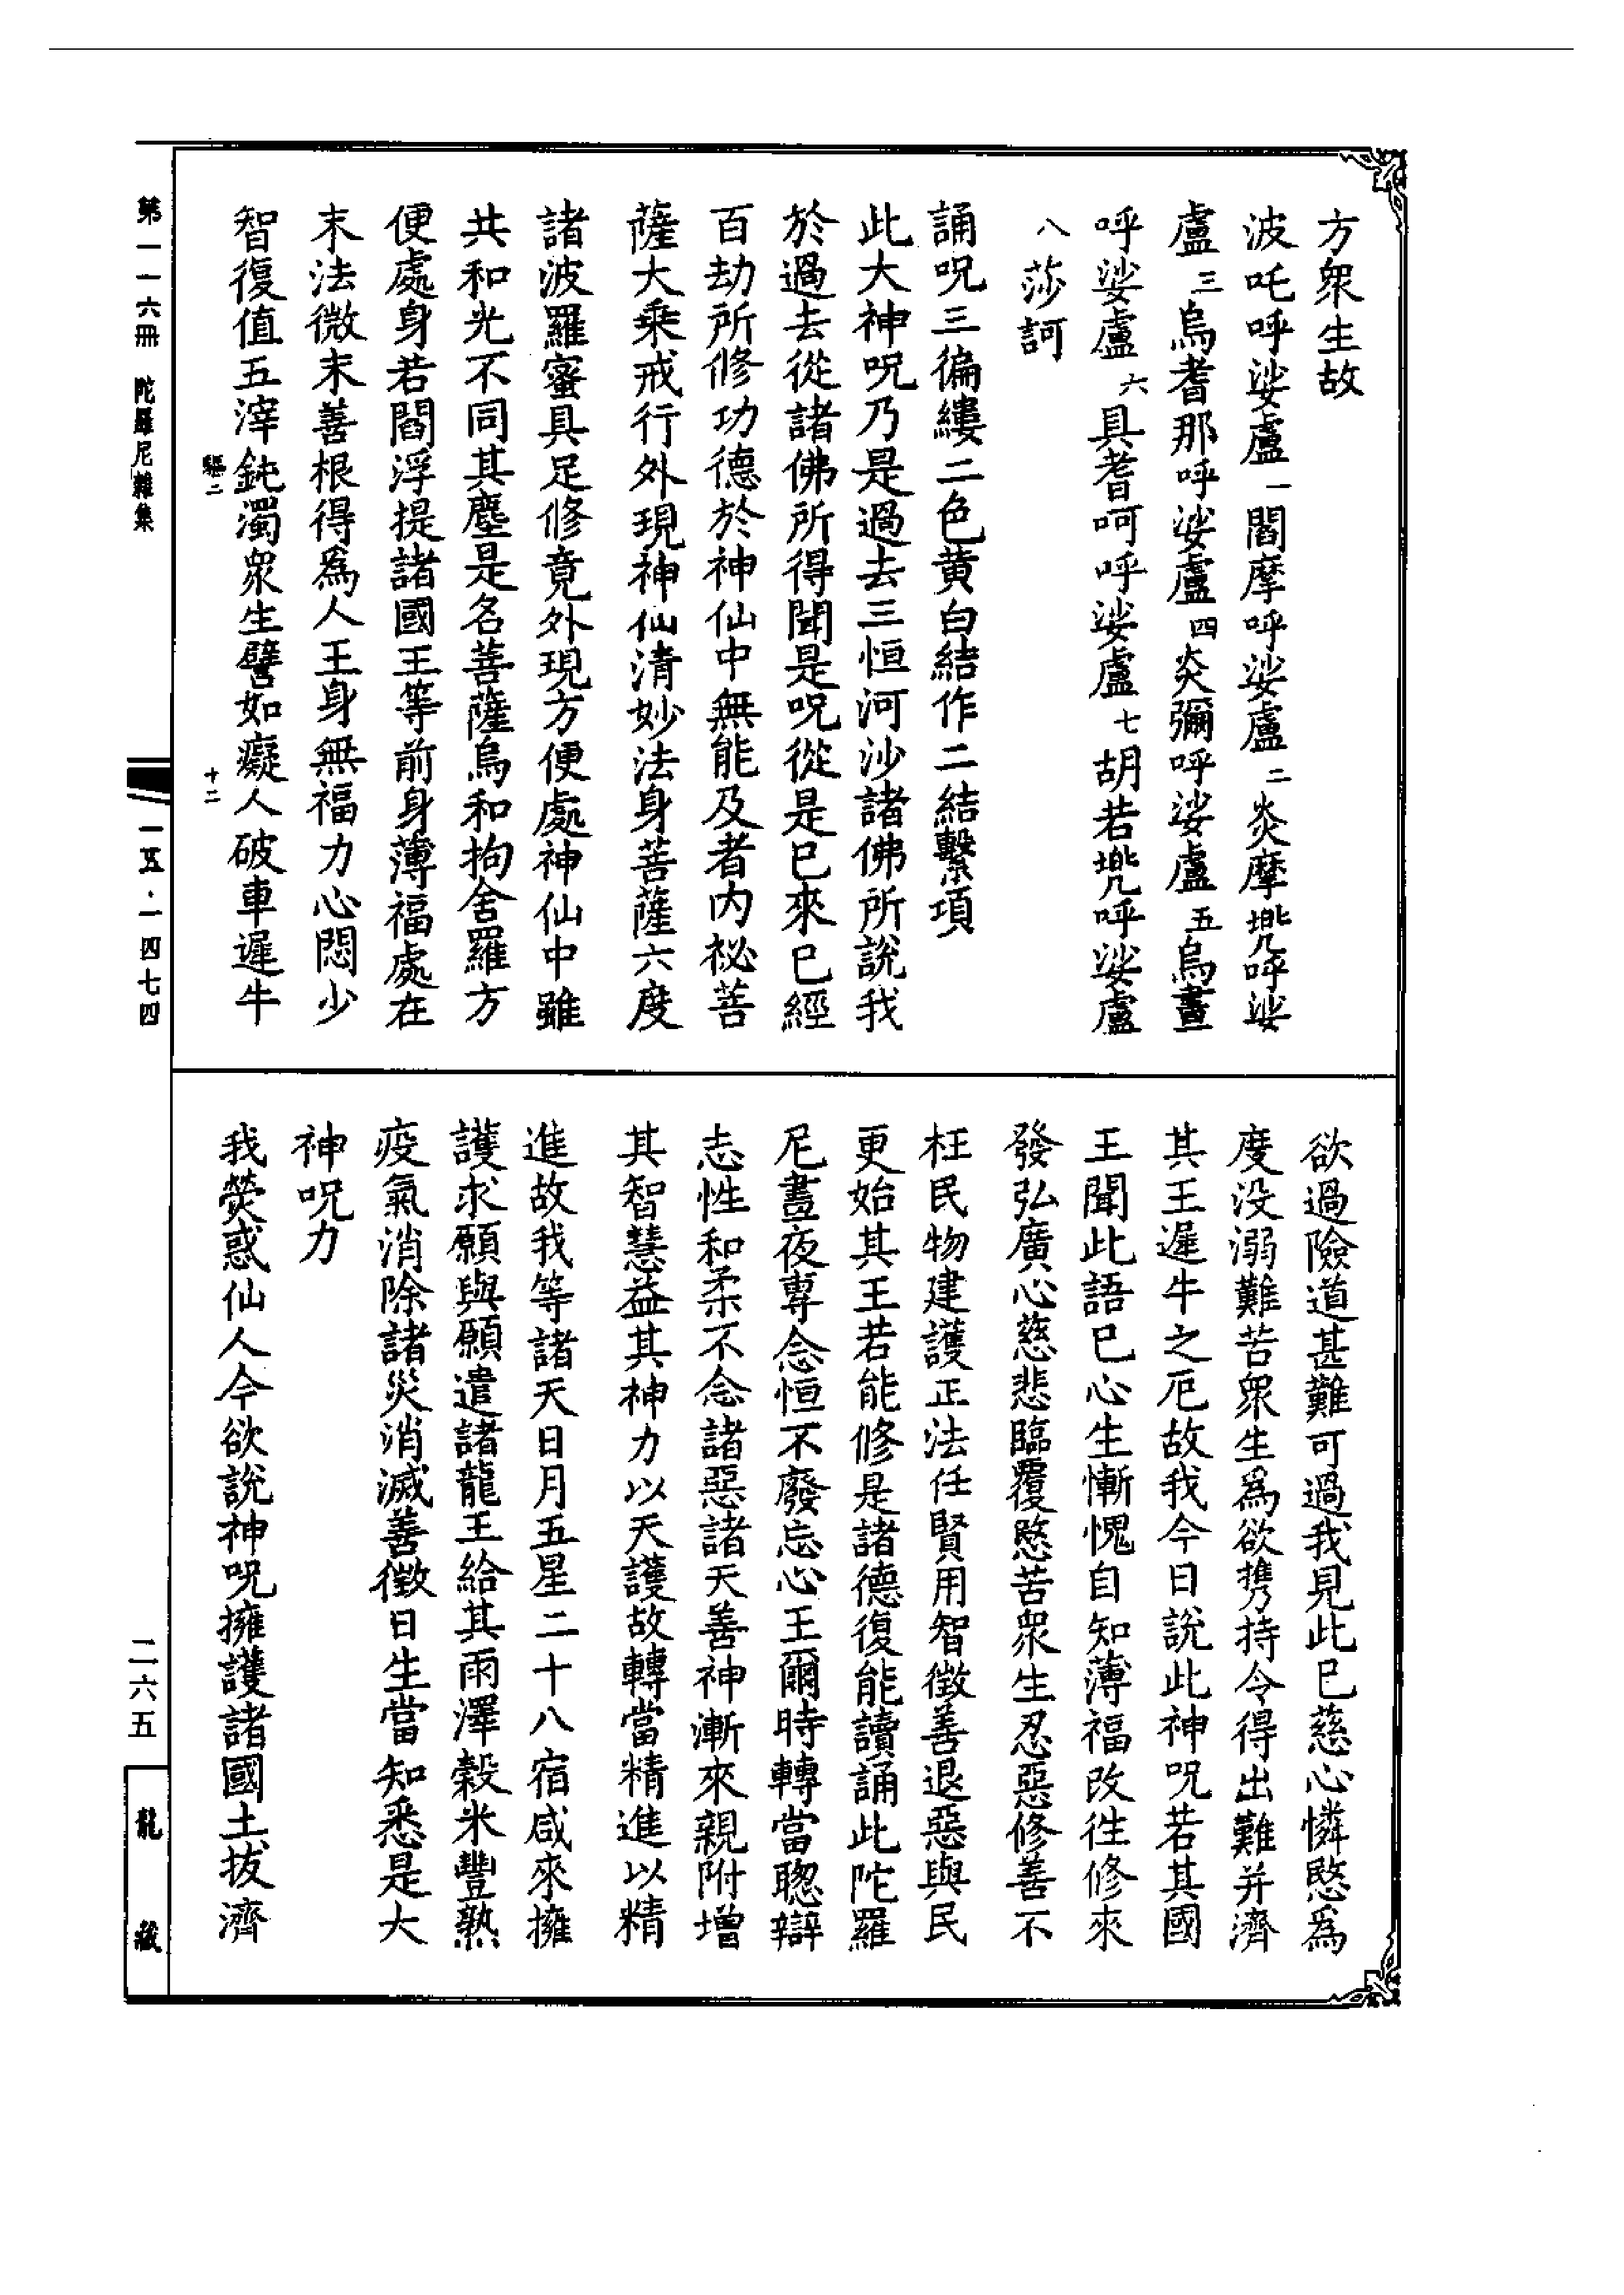 方衆生故
波吒呼娑盧一閻摩呼娑盧二炎摩兠呼娑
盧三烏耆那呼娑盧四炎彌呼娑盧五烏晝
呼娑盧六具耆呵呼娑盧七胡若兠呼娑盧
八莎訶
誦呪三徧縷二色黃白結作二結繫項
此大神呪乃是過去三恒河沙諸佛所說我
於過去從諸佛所得聞是呪從是已來已經
百劫所修功德於神仙中無能及者內祕菩
薩大乘戒行外現神仙清妙法身菩薩六度
諸波羅蜜具足修竟外現方便處神仙中雖
共和光不同其塵是名菩薩烏和拘舍羅方
便處身若閻浮提諸國王等前身薄福處在
末法微末善根得爲人王身無福力心悶少
智復值五滓鈍濁衆生譬如癡人破車遲牛
欲過險道甚難可過我見此已慈心憐愍爲
度没溺難苦衆生爲欲攜持令得出難并濟
其王遲牛之厄故我今日說此神呪若其國
王聞此語已心生慚愧自知薄福改往修來
發弘廣心慈悲臨覆愍苦衆生忍惡修善不
枉民物建護正法任賢用智徵善退惡與民
更始其王若能修是諸德復能讀誦此陀羅
尼晝夜專念恒不廢忘心王爾時轉當聰辯
志性和柔不念諸惡諸天善神漸來親附增
其智慧益其神力以天護故轉當精進以精
進故我等諸天日月五星二十八宿咸來擁
護求願與願遣諸龍王給其雨澤穀米豐熟
疫氣消除諸災消滅善徵日生當知悉是大
神呪力
我熒惑仙人今欲說神呪擁護諸國土拔濟
驅二
十二
第一一六冊 陀羅尼雜集
一五·一四七四
二六五
龍藏